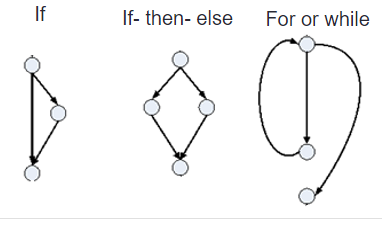 If
If- then- else
For or while